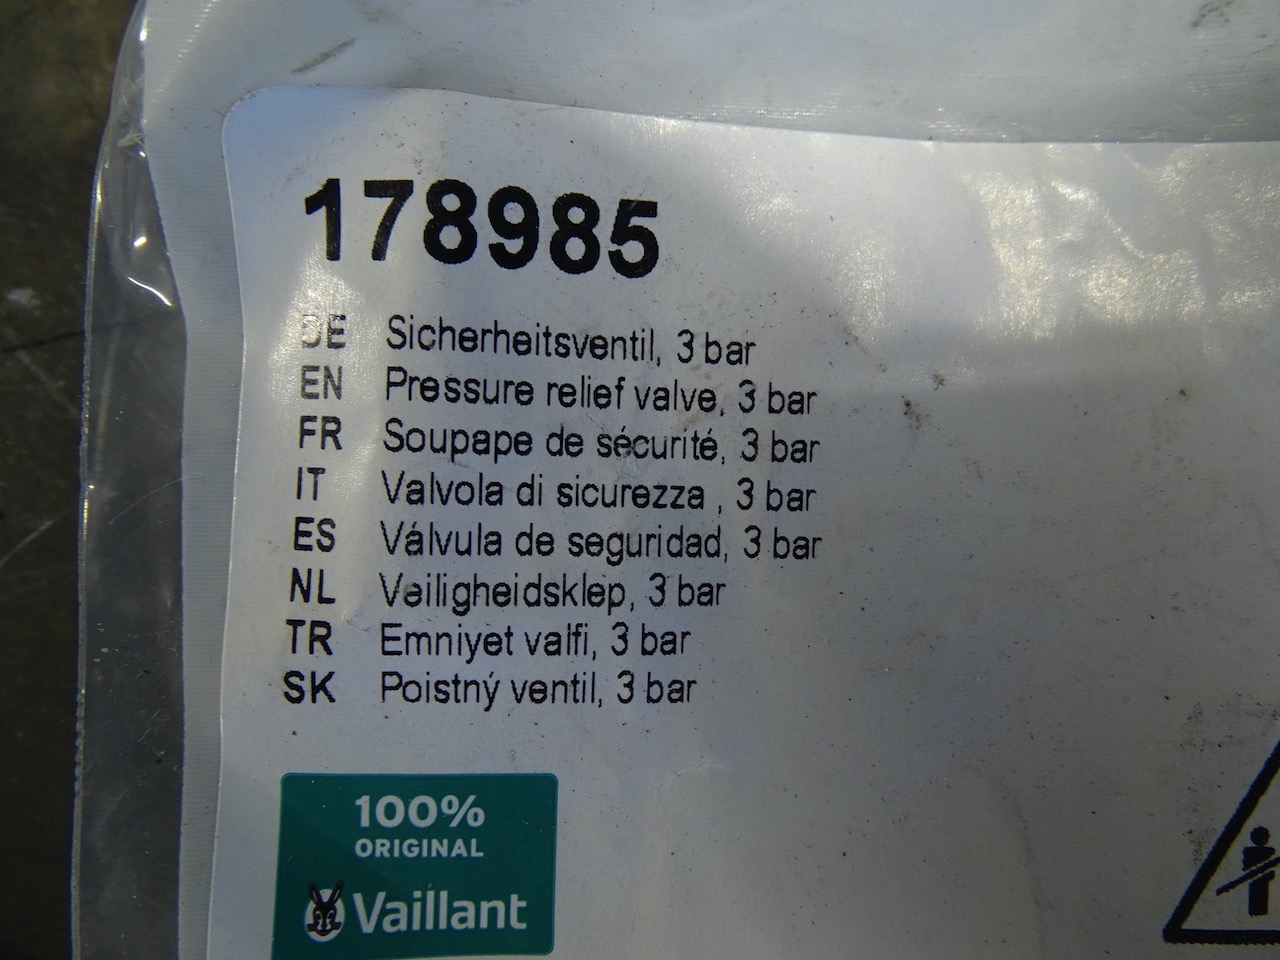 178985
DE Sicherheitsventil, 3 bar
EN Pressure relief valve, 3 bar
FR Soupape de sécurité, 3 bar
IT Valvola di sicurezza , 3 bar
ES Válvula de seguridad, 3 bar
NL Veiligheidsklep, 3 bar
TR Emniyet valfi, 3 bar
SK Poistný ventil, 3 bar
100%
ORIGINAL
Vaillant